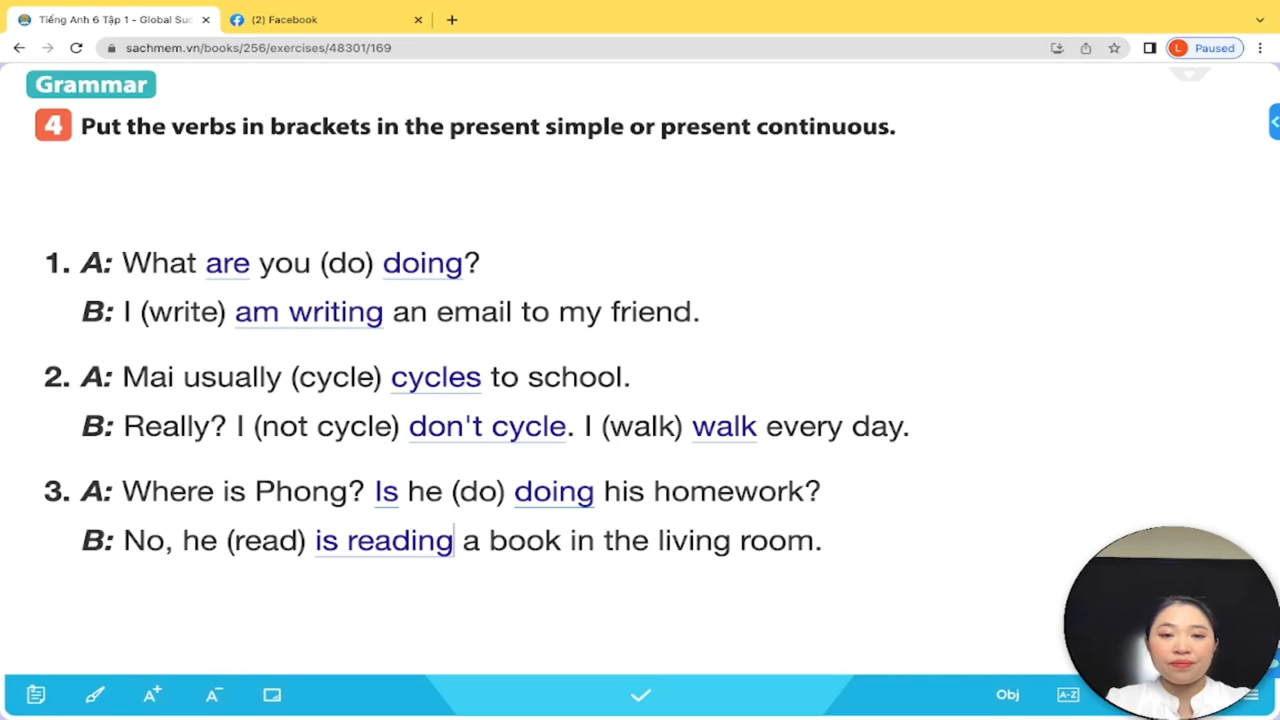 Tiếng Anh 6 Tập 1 - Global Suc
(2) Facebook
sachmem.vn/books/256/exercises/48301/169
L Paused
Grammar
4 Put the verbs in brackets in the present simple or present continuous.
1. A: What are you (do) doing?
B: I (write) am writing an email to my friend.
2. A: Mai usually (cycle) cycles to school.
B: Really? I (not cycle) don't cycle. I (walk) walk every day.
3. A: Where is Phong? Is he (do) doing his homework?
B: No, he (read) is reading a book in the living room.
A+ A- Obj A-Z